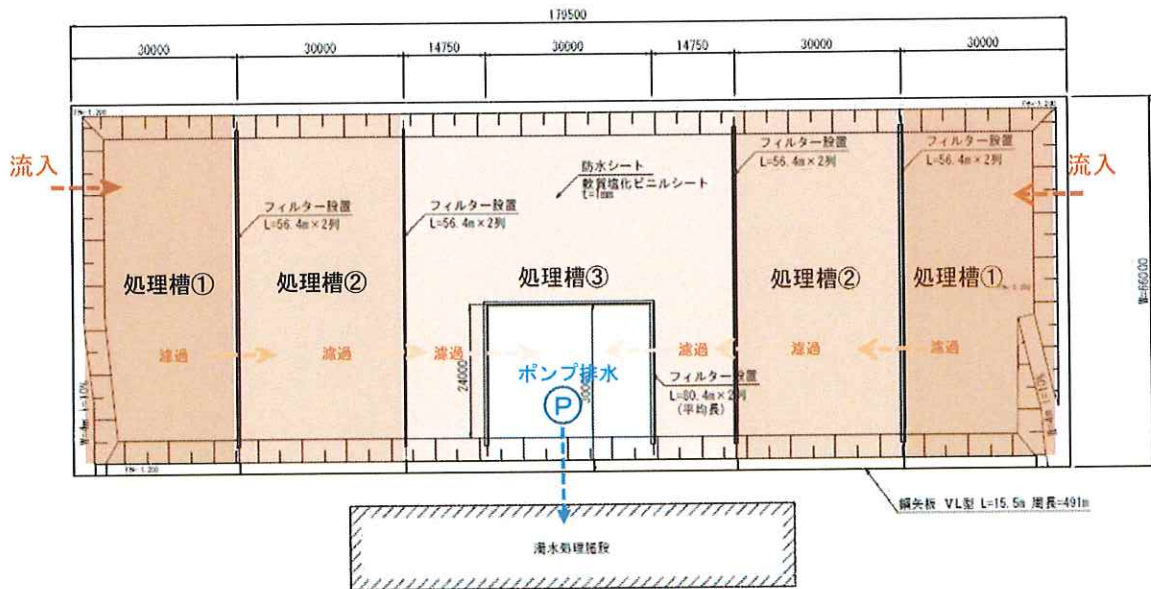 179500
30000
30000
14750
30000
14750
30000
30000
流入
流入
フィルター設置
L=56.4m×2列
フィルター設置
L=56.4m×2列
防水シート
軟質塩化ビニルシート
t=1mm
フィルター設置
L=56.4m×2列
フィルター設置
L=56.4m×2列
処理槽①
処理槽②
処理槽③
処理槽②
処理槽①
W=66000
濾過
濾過
濾過
濾過
濾過
濾過
24000
ポンプ排水
P
フィルター設置
L=80.4m×2列
(平均長)
W=4m i=10%
W=4m i=10%
鋼矢板 VL型 L=15.5m 周長=491m
濁水処理施設